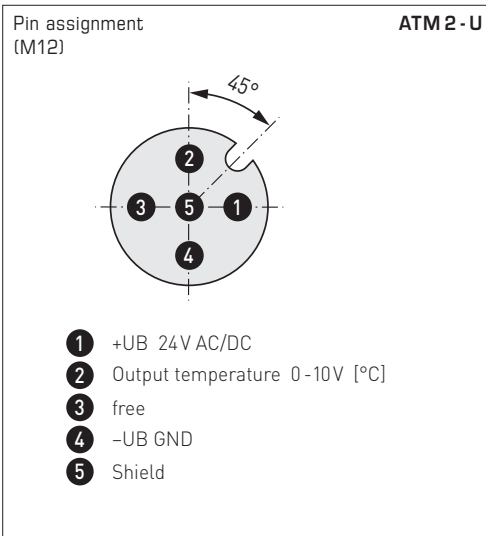 Pin assignment ATM 2 - U
(M12)
45°
2
3 5 1
4
1 +UB 24 V AC/DC
2 Output temperature 0 - 10 V [°C]
3 free
4 –UB GND
5 Shield